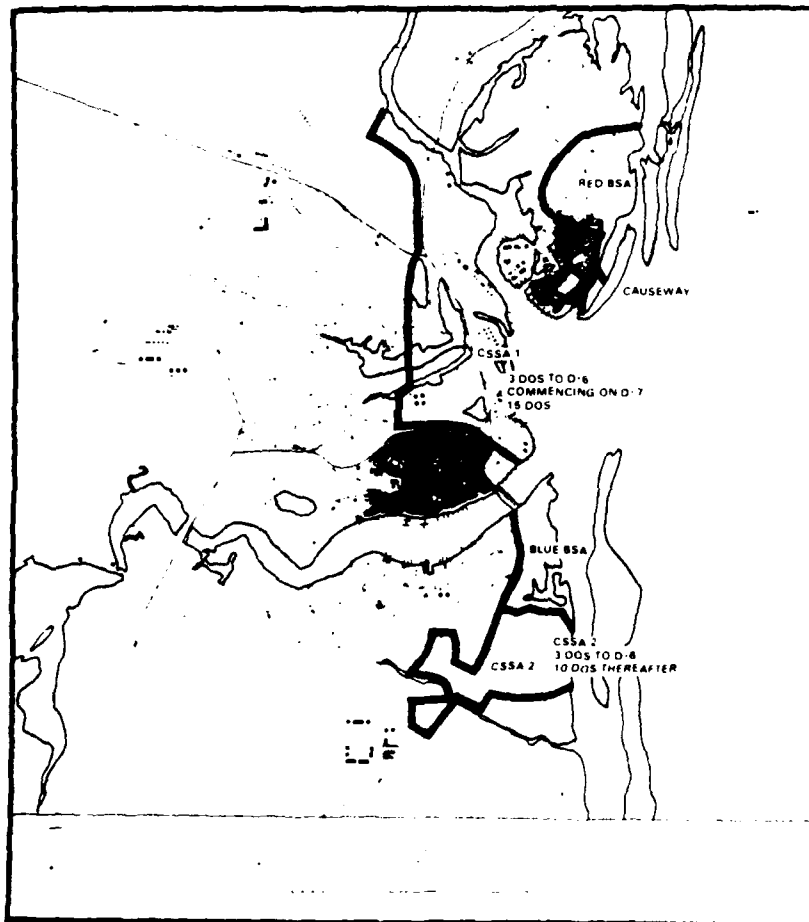 RED BSA
CAUSEWAY
CSSA 1
3 DOS TO D-6
COMMENCING ON D-7
15 DOS
BLUE BSA
CSSA 2
3 DOS TO D-6
10 DOS THEREAFTER
CSSA 2